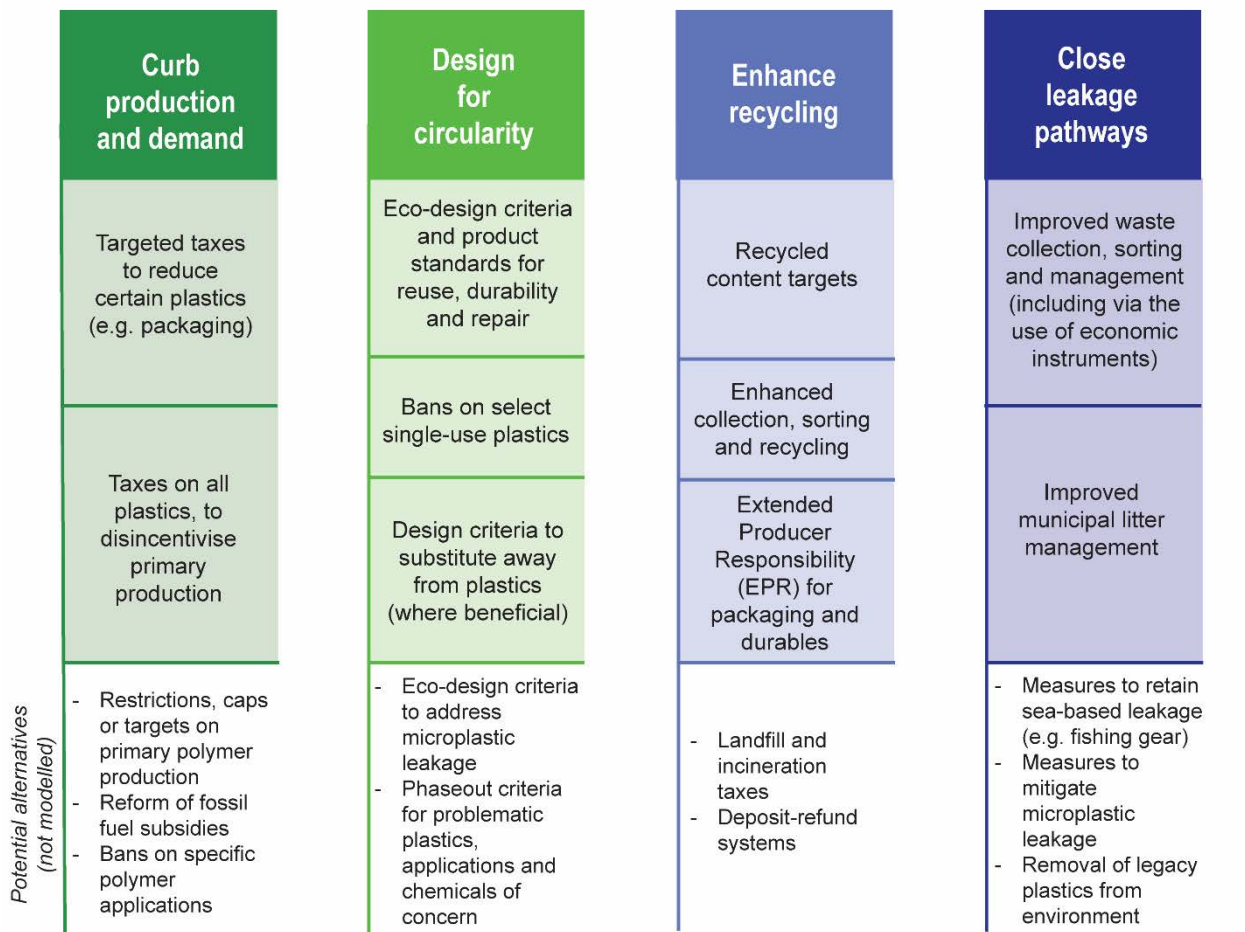 Curb
production
and demand
Targeted taxes
to reduce
certain plastics
(e.g. packaging)
Taxes on all
plastics, to
disincentivise
primary
production
Potential alternatives
(not modelled)
- Restrictions, caps
or targets on
primary polymer
production
- Reform of fossil
fuel subsidies
- Bans on specific
polymer
applications
Design
for
circularity
Eco-design criteria
and product
standards for
reuse, durability
and repair
Bans on select
single-use plastics
Design criteria to
substitute away
from plastics
(where beneficial)
- Eco-design criteria
to address
microplastic
leakage
- Phaseout criteria
for problematic
plastics,
applications and
chemicals of
concern
Enhance
recycling
Recycled
content targets
Enhanced
collection, sorting
and recycling
Extended
Producer
Responsibility
(EPR) for
packaging and
durables
- Landfill and
incineration
taxes
- Deposit-refund
systems
Close
leakage
pathways
Improved waste
collection, sorting
and management
(including via the
use of economic
instruments)
Improved
municipal litter
management
- Measures to retain
sea-based leakage
(e.g. fishing gear)
- Measures to
mitigate
microplastic
leakage
- Removal of legacy
plastics from
environment